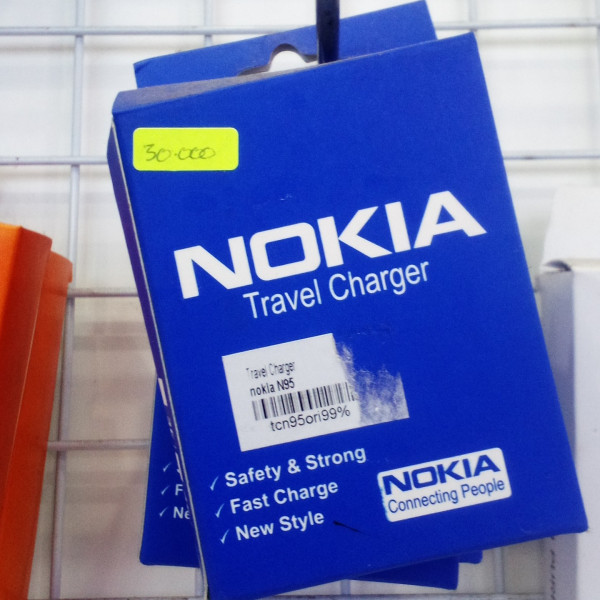 30.000
NOKIA
Travel Charger
Travel Charger
nokIa N95
tcn95ori99%
✓ Safety & Strong
✓ Fast Charge
✓ New Style
NOKIA
Connecting People
F
Ne